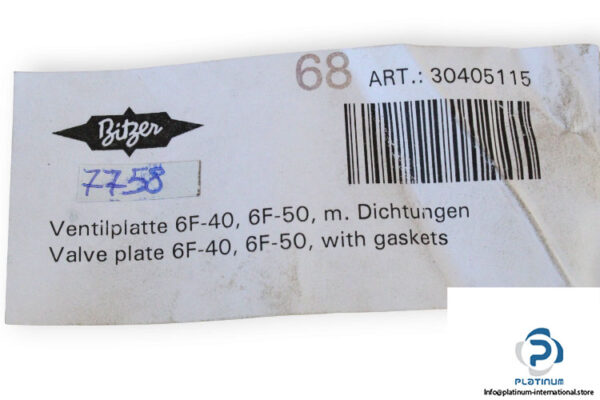 68 ART.: 30405115
Bitzer
7758
Ventilplatte 6F-40, 6F-50, m. Dichtungen
Valve plate 6F-40, 6F-50, with gaskets
PLATINUM
Info@platinum-international.store